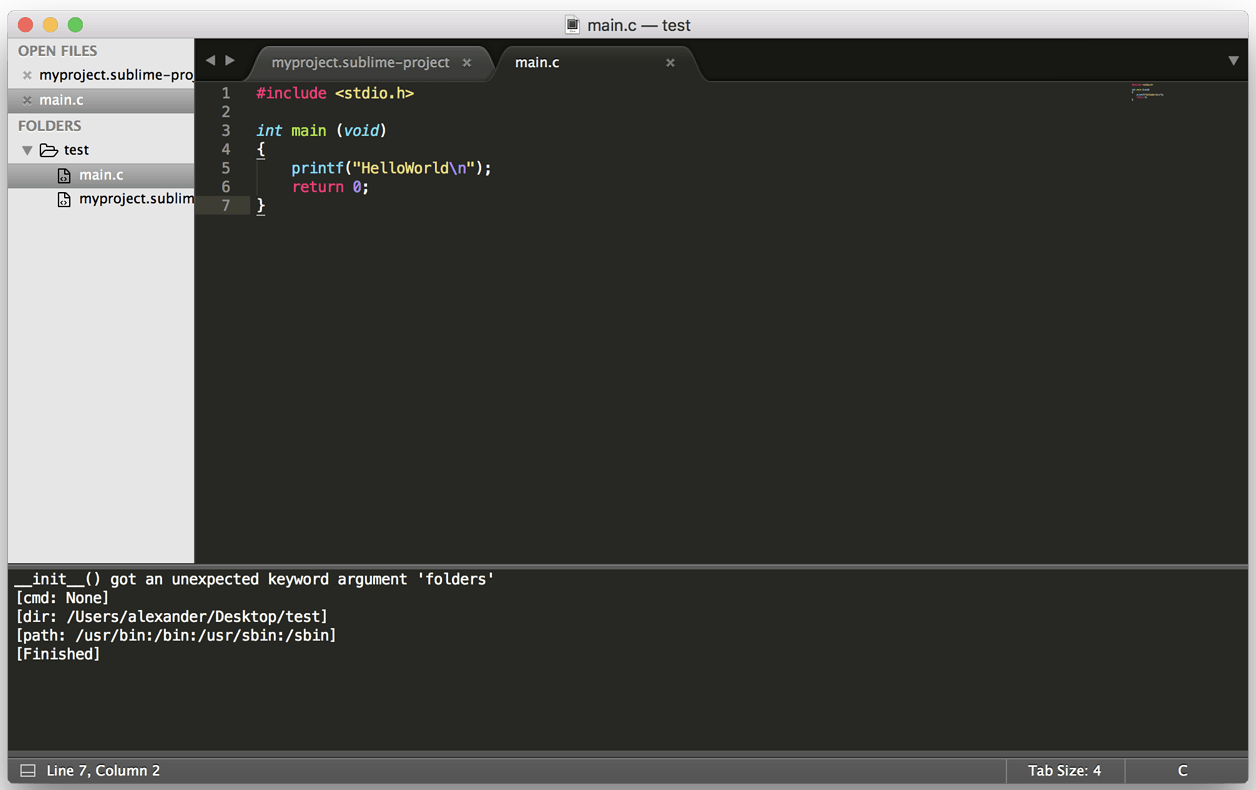 main.c — test
OPEN FILES
myproject.sublime-pro
main.c
FOLDERS
test
main.c
myproject.sublim
myproject.sublime-project
main.c
1 #include <stdio.h>
2
3 int main (void)
4 {
5     printf("HelloWorld\n");
6     return 0;
7 }
__init__() got an unexpected keyword argument 'folders'
[cmd: None]
[dir: /Users/alexander/Desktop/test]
[path: /usr/bin:/bin:/usr/sbin:/sbin]
[Finished]
Line 7, Column 2
Tab Size: 4
C